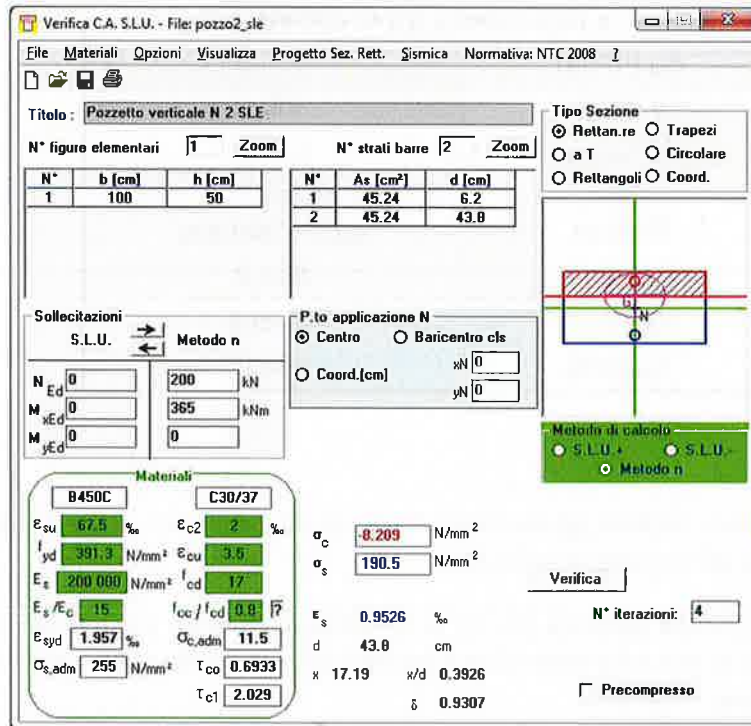 Verifica C.A. S.L.U. - File: pozzo2_sle
File Materiali Opzioni Visualizza Progetto Sez. Rett. Sismica Normativa: NTC 2008 ?
Titolo : Pozzetto verticale N 2 SLE
N° figure elementari 1 Zoom
N° strati barre 2 Zoom
N° b [cm] h [cm]
1 100 50
N° As [cm²] d [cm]
1 45.24 6.2
2 45.24 43.8
Tipo Sezione
Rettan.re Trapezi
a T Circolare
Rettangoli Coord.
G
N
Sollecitazioni
S.L.U. Metodo n
N Ed 0 200 kN
M xEd 0 365 kNm
M yEd 0 0
P.to applicazione N
Centro Baricentro cls
Coord.[cm]
xN 0
yN 0
Metodo di calcolo
S.L.U.+ S.L.U.-
Metodo n
Materiali
B450C C30/37
εsu 67.5 ‰ εc2 2 ‰
fyd 391.3 N/mm² εcu 3.5
Es 200 000 N/mm² fcd 17
Es/Ec 15 fcc/fcd 0.8 ?
εsyd 1.957 ‰ σc,adm 11.5
σs,adm 255 N/mm² τco 0.6933
τc1 2.029
σc -8.209 N/mm²
σs 190.5 N/mm²
εs 0.9526 ‰
d 43.8 cm
x 17.19 x/d 0.3926
δ 0.9307
Verifica
N° iterazioni: 4
Precompresso